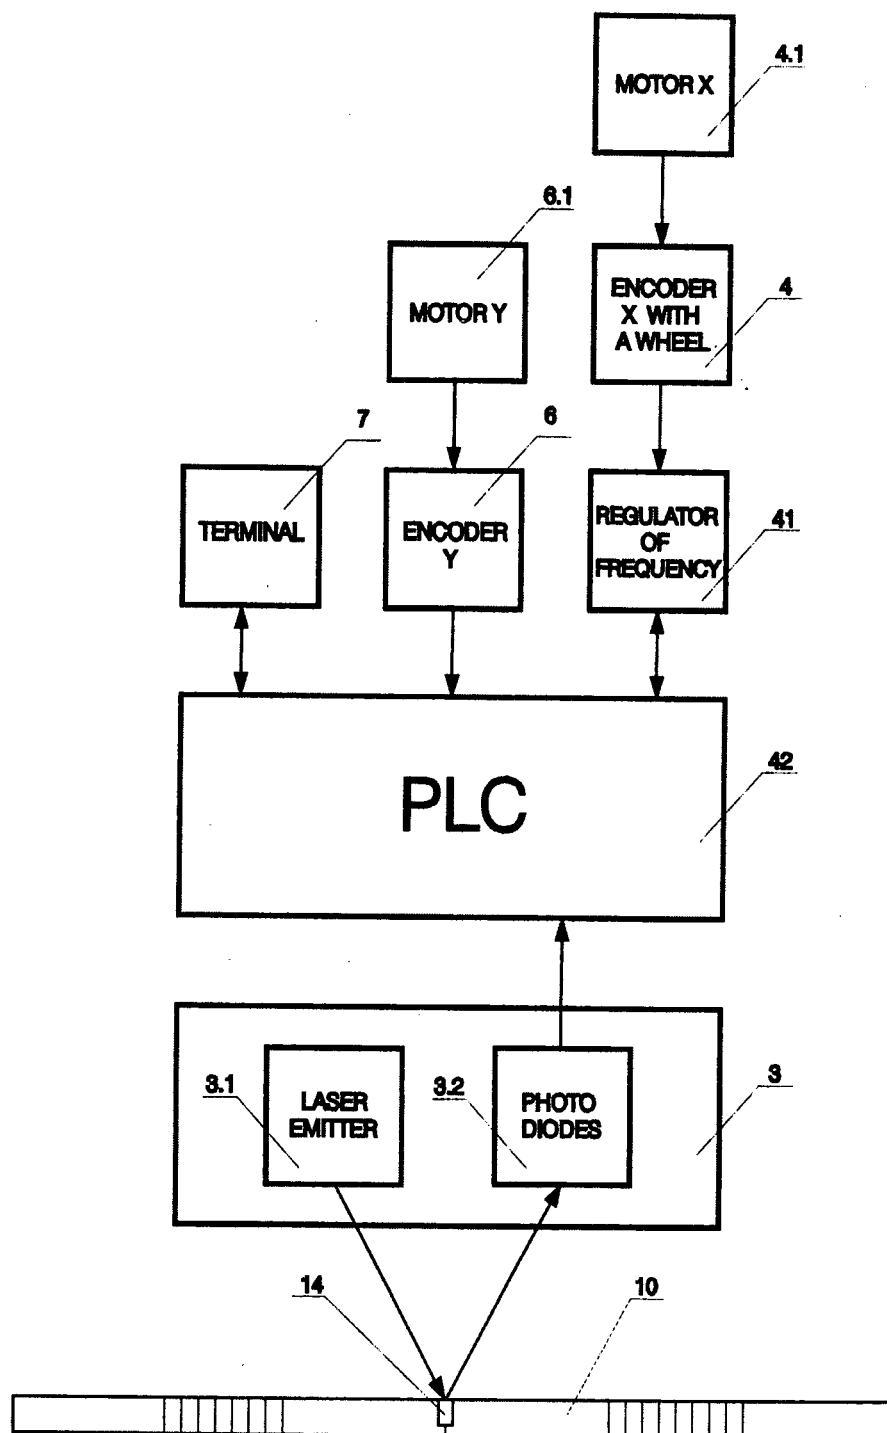 4.1
MOTOR X
6.1
MOTOR Y
ENCODER
X WITH
A WHEEL
4
7
6
TERMINAL
ENCODER
Y
REGULATOR
OF
FREQUENCY
41
PLC
42
3.1
LASER
EMITTER
3.2
PHOTO
DIODES
3
14
10